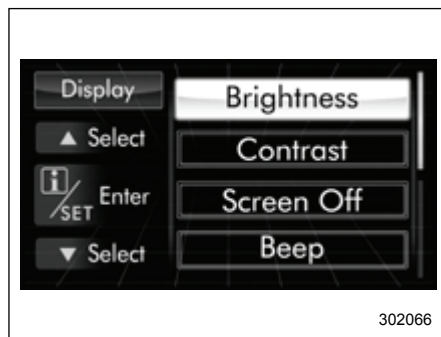 Display
Brightness
▲ Select
Contrast
i/SET Enter
Screen Off
▼ Select
Beep
302066